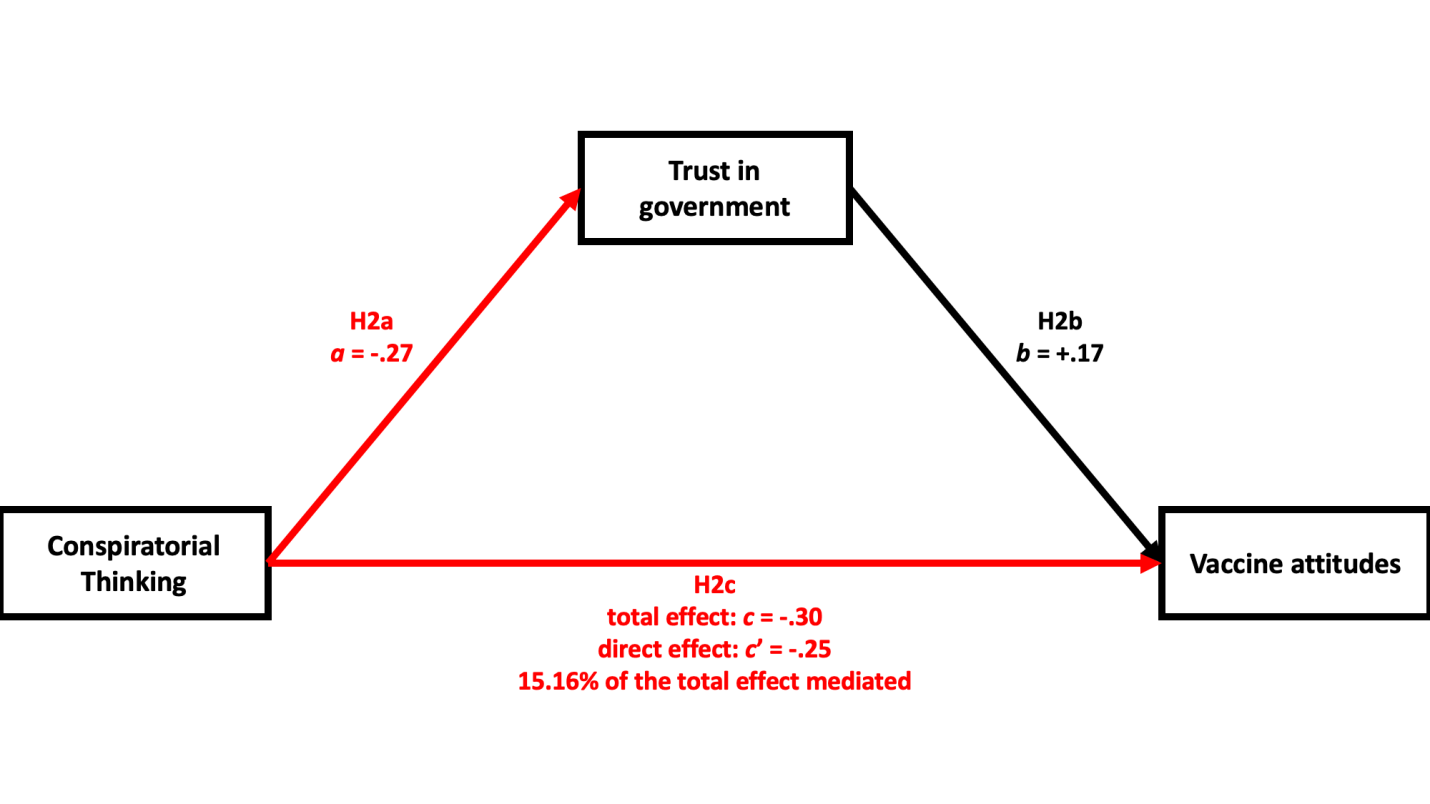 Trust in
government
H2a
a = -.27
H2b
b = +.17
Conspiratorial
Thinking
Vaccine attitudes
H2c
total effect: c = -.30
direct effect: c’ = -.25
15.16% of the total effect mediated